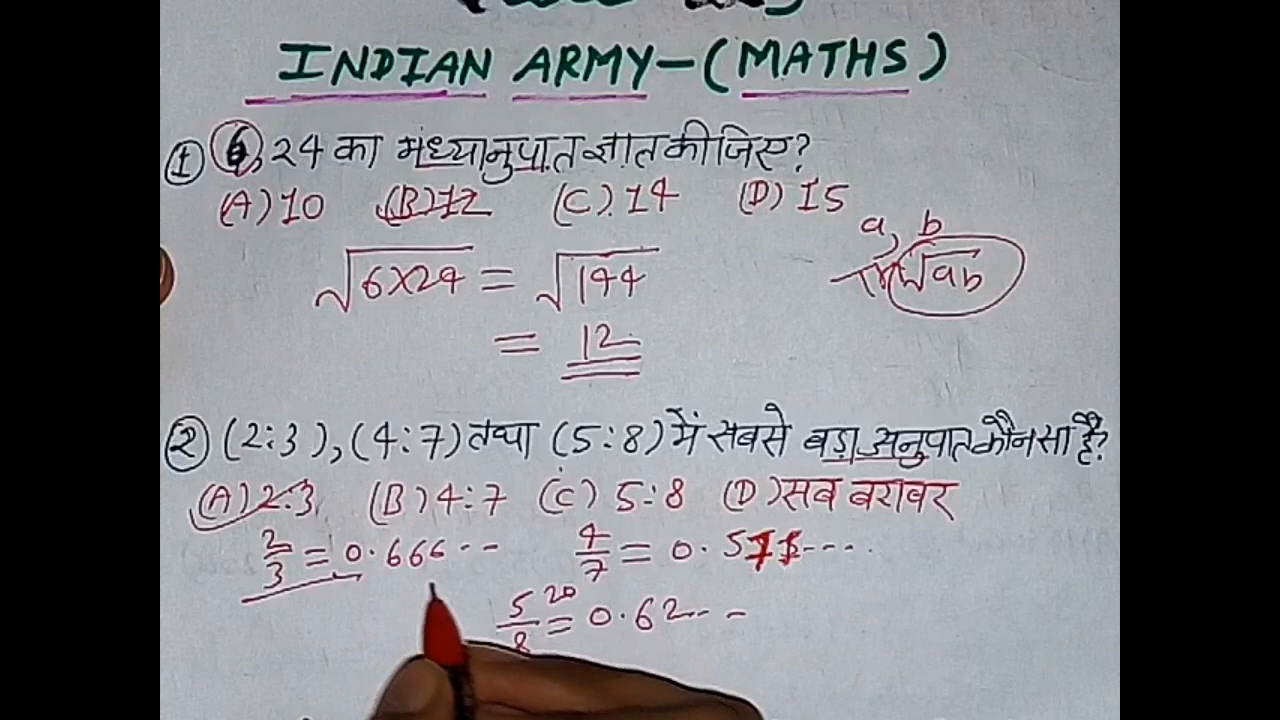 INDIAN ARMY-(MATHS)
① 6, 24 का मध्यानुपात ज्ञात कीजिए?
(A) 10 (B) 12 (C) 14 (D) 15
a, b
√6×24 = √144 √ab
= 12
② (2:3), (4:7) तथा (5:8) में सबसे बड़ा अनुपात कौन सा है?
(A) 2:3 (B) 4:7 (C) 5:8 (D) सब बराबर
2/3 = 0.666-- 4/7 = 0.571----
5/8 = 0.62-- 20